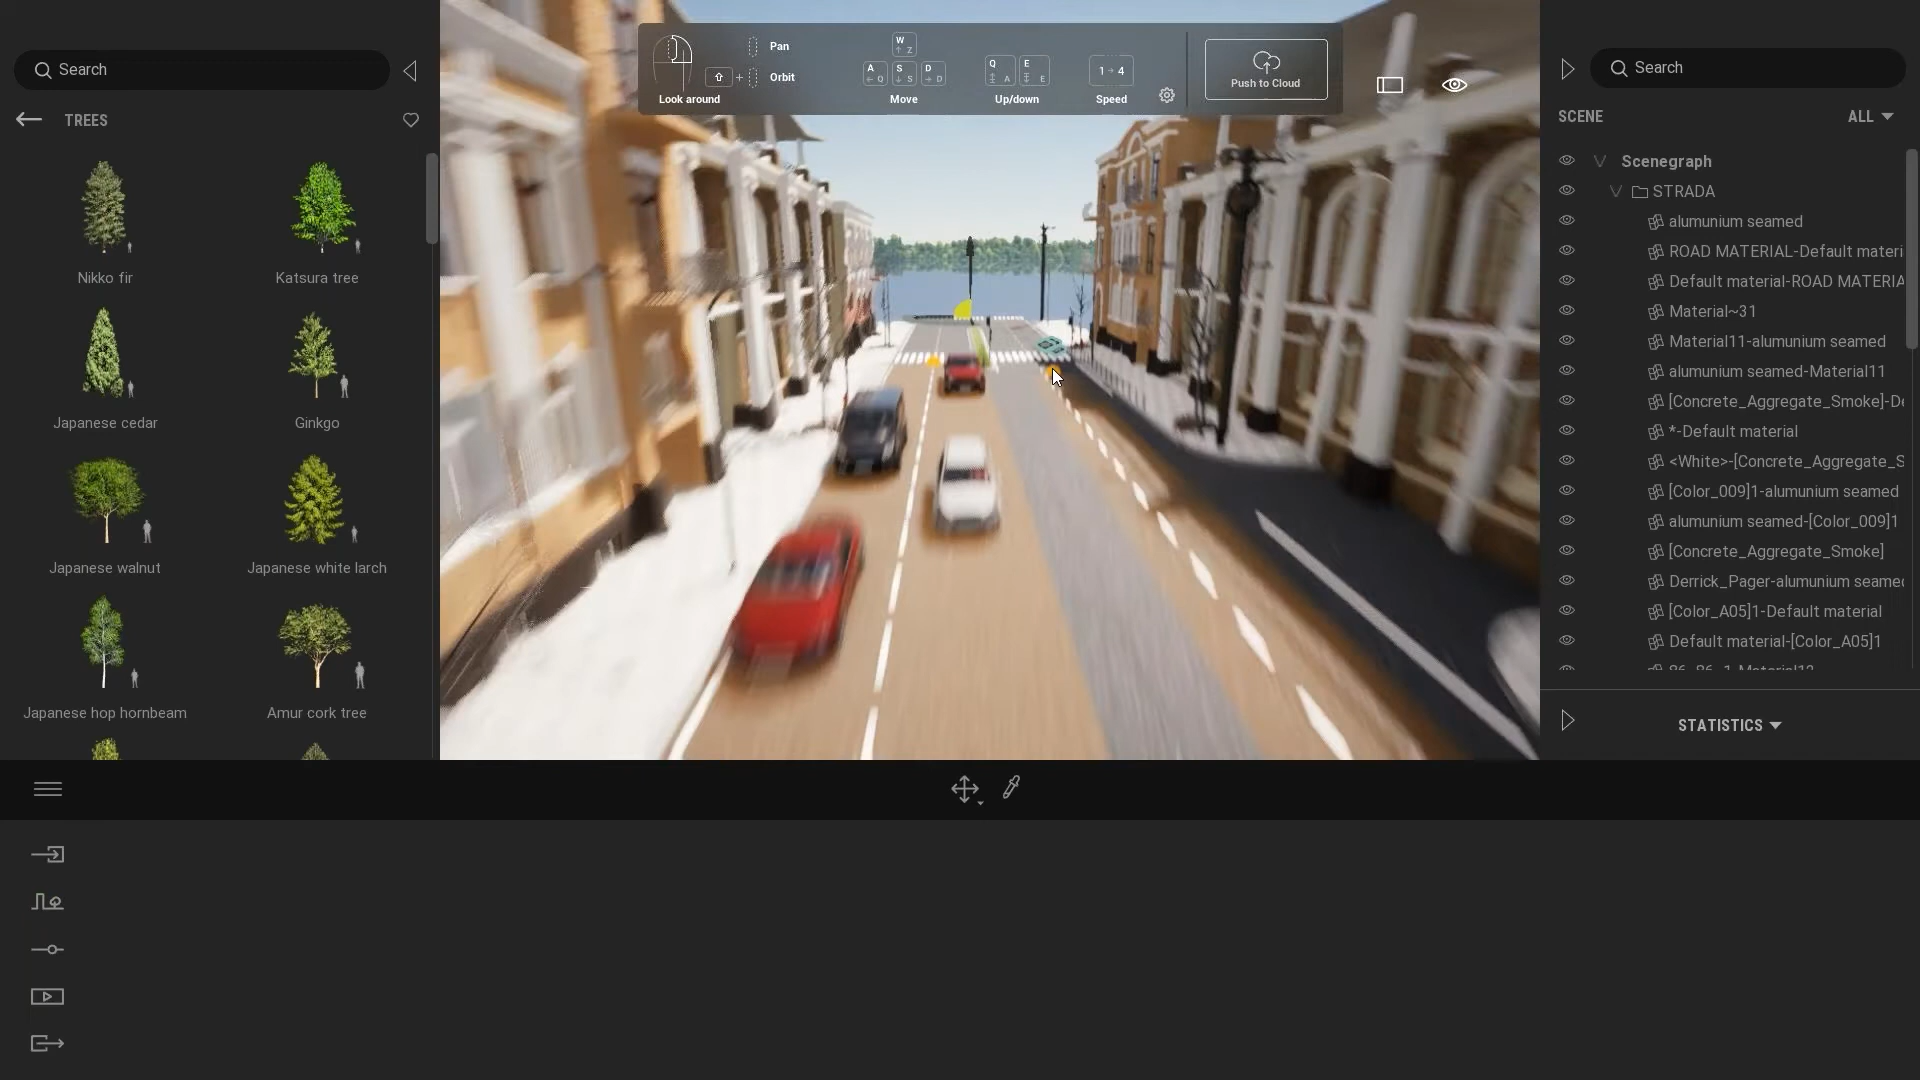 Search
TREES
Nikko fir
Katsura tree
Japanese cedar
Ginkgo
Japanese walnut
Japanese white larch
Japanese hop hornbeam
Amur cork tree
Pan
+
Orbit
Look around
W
Z
A
Q
S
S
D
D
Move
Q
A
E
E
Up/down
1 → 4
Speed
Push to Cloud
Search
SCENE
ALL
Scenegraph
STRADA
alumunium seamed
ROAD MATERIAL-Default materi
Default material-ROAD MATERIA
Material~31
Material11-alumunium seamed
alumunium seamed-Material11
[Concrete_Aggregate_Smoke]-De
*-Default material
<White>-[Concrete_Aggregate_S
[Color_009]1-alumunium seamed
alumunium seamed-[Color_009]1
[Concrete_Aggregate_Smoke]
Derrick_Pager-alumunium seamed
[Color_A05]1-Default material
Default material-[Color_A05]1
STATISTICS